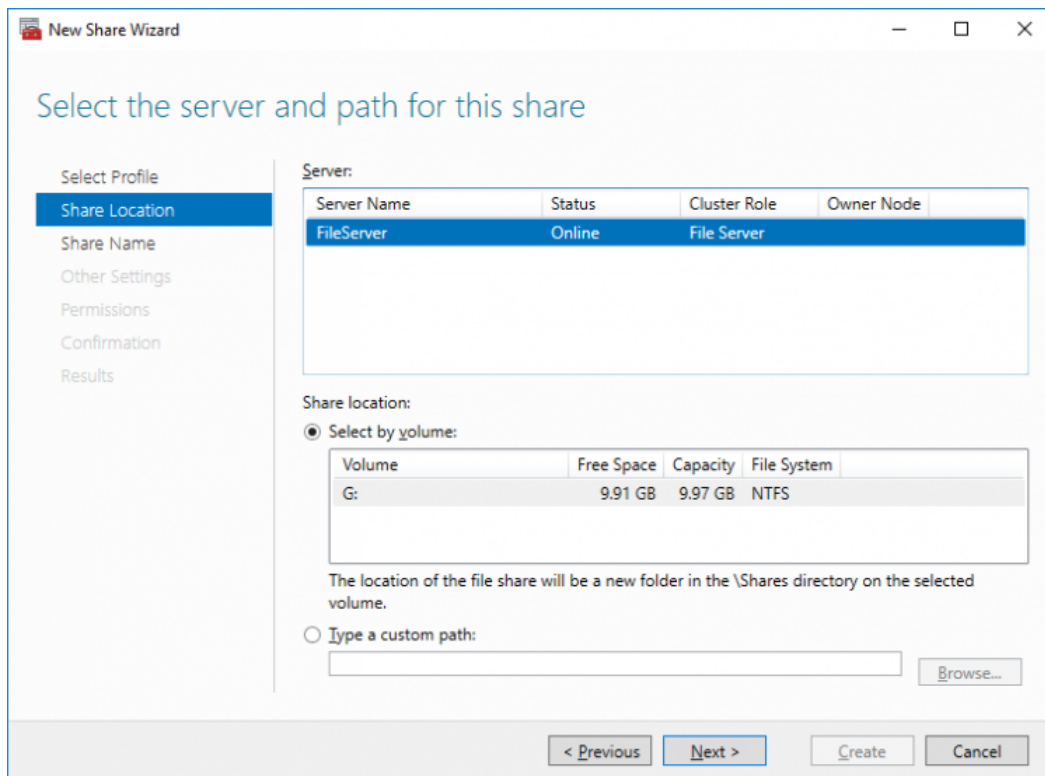 New Share Wizard
Select the server and path for this share
Select Profile
Share Location
Share Name
Other Settings
Permissions
Confirmation
Results
Server:
Server Name Status Cluster Role Owner Node
FileServer Online File Server
Share location:
Select by volume:
Volume Free Space Capacity File System
G: 9.91 GB 9.97 GB NTFS
The location of the file share will be a new folder in the \Shares directory on the selected
volume.
Type a custom path:
Browse...
< Previous Next > Create Cancel